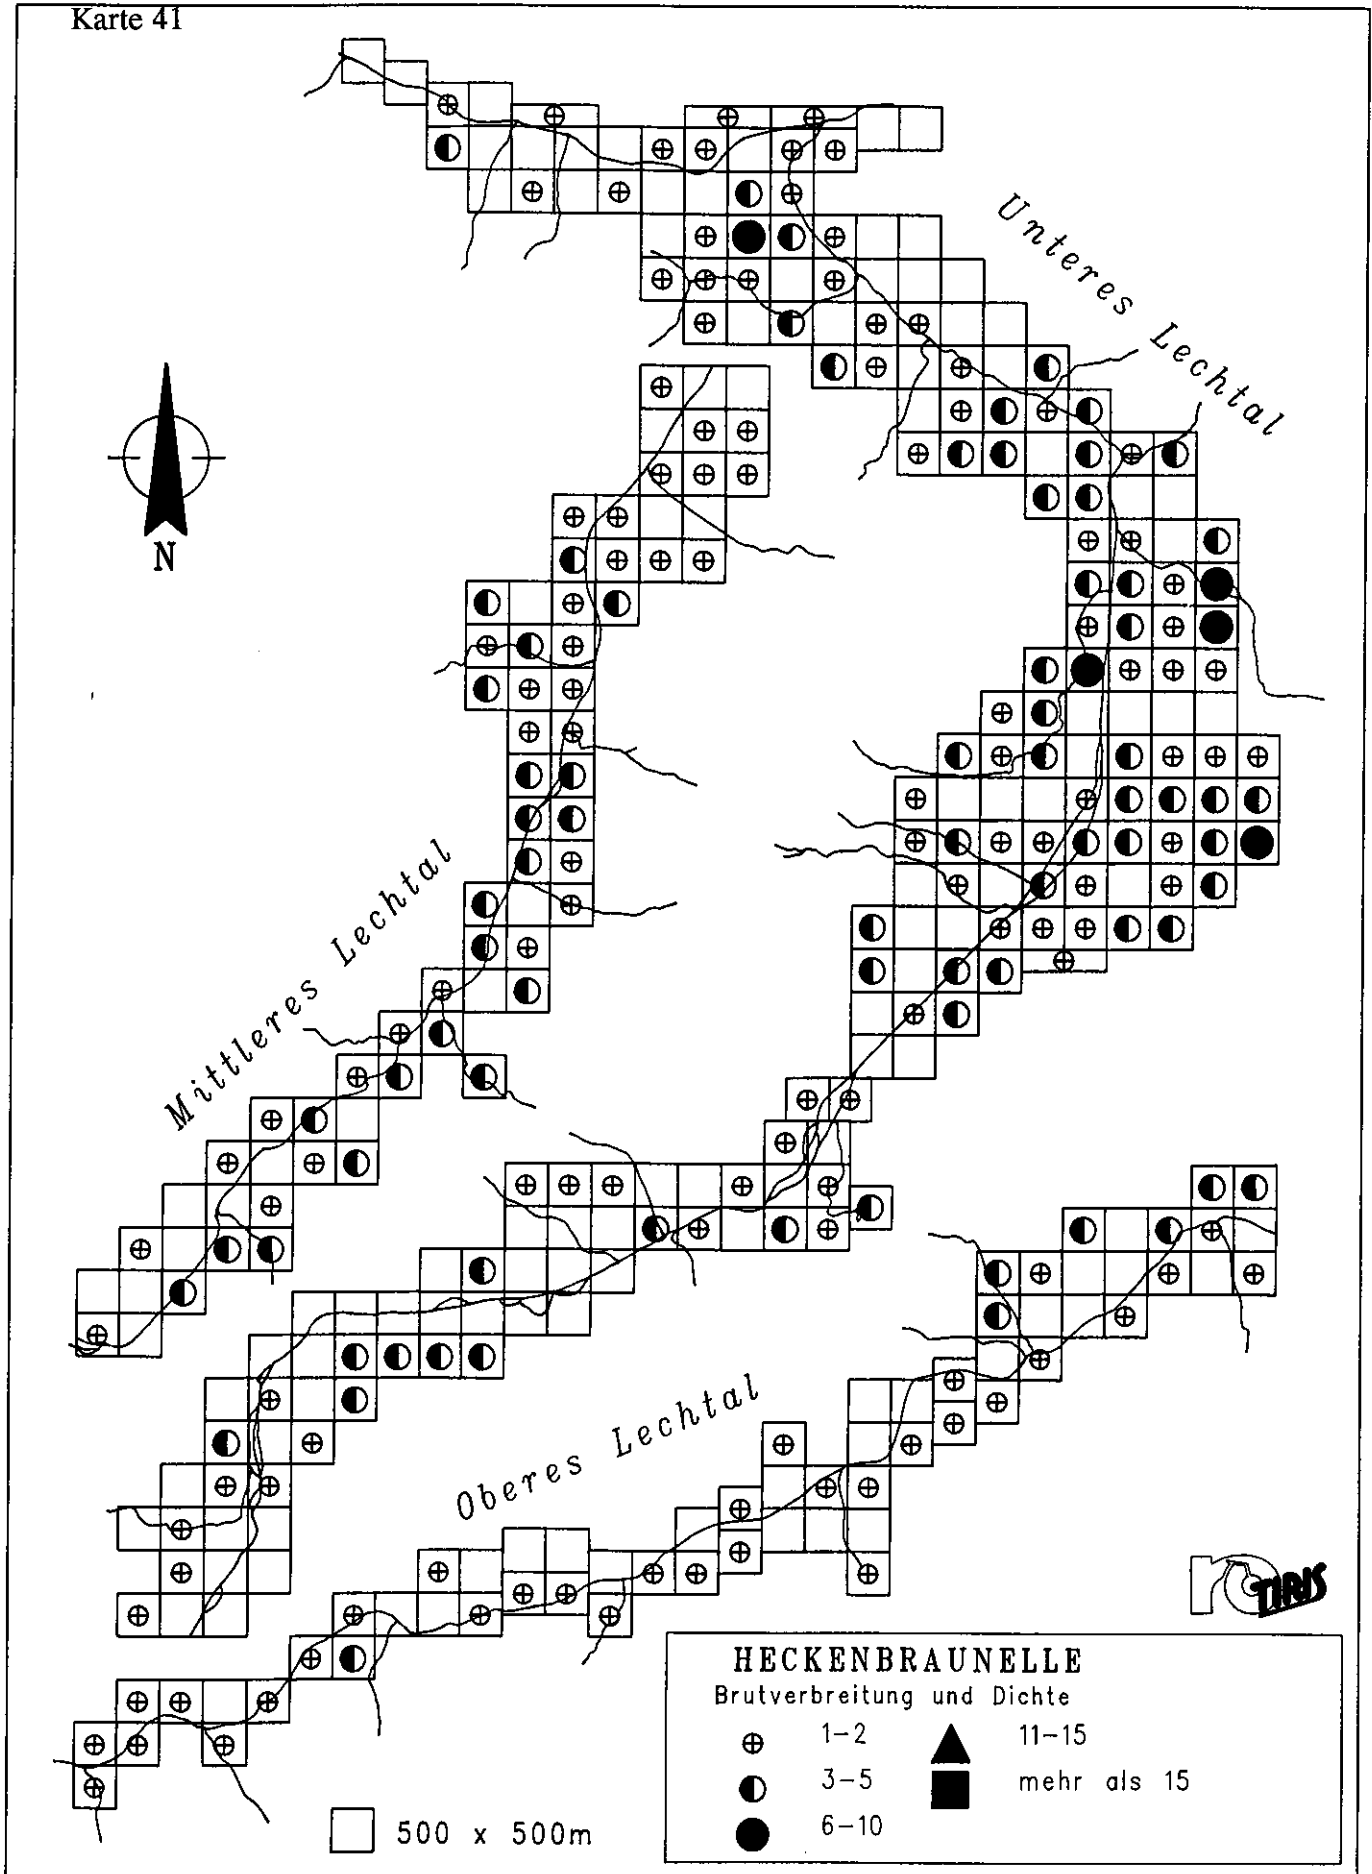 Karte 41
Unteres Lechtal
N
Mittleres Lechtal
Oberes Lechtal
TIRIS
HECKENBRAUNELLE
Brutverbreitung und Dichte
1-2
11-15
3-5
mehr als 15
6-10
500 x 500m